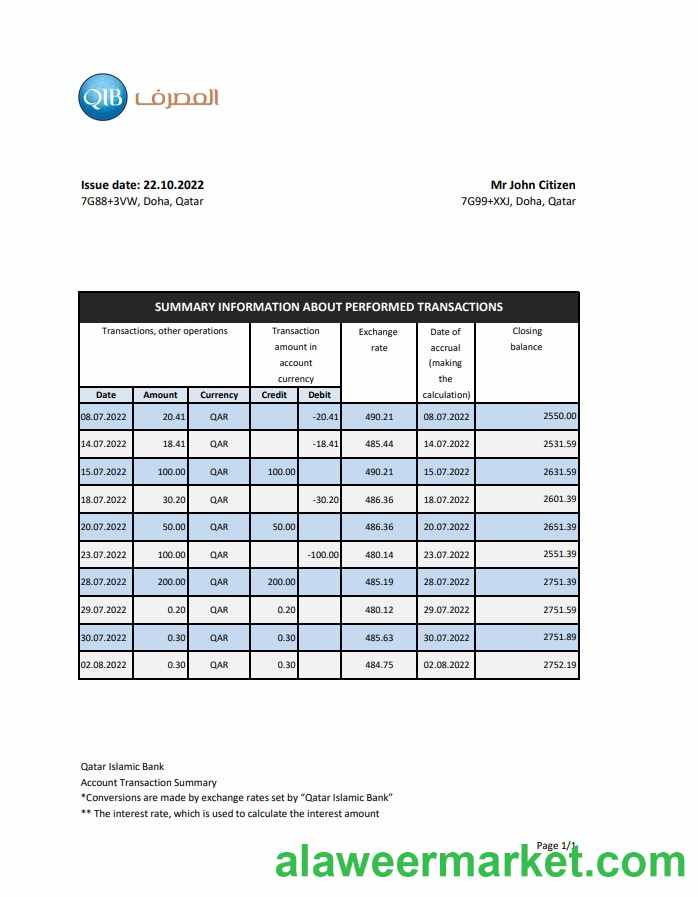 QIB المصرف
Issue date: 22.10.2022 Mr John Citizen
7G88+3VW, Doha, Qatar 7G99+XXJ, Doha, Qatar
SUMMARY INFORMATION ABOUT PERFORMED TRANSACTIONS
Transactions, other operations Transaction amount in account currency Exchange rate Date of accrual (making the calculation) Closing balance
Date Amount Currency Credit Debit
08.07.2022 20.41 QAR -20.41 490.21 08.07.2022 2550.00
14.07.2022 18.41 QAR -18.41 485.44 14.07.2022 2531.59
15.07.2022 100.00 QAR 100.00 490.21 15.07.2022 2631.59
18.07.2022 30.20 QAR -30.20 486.36 18.07.2022 2601.39
20.07.2022 50.00 QAR 50.00 486.36 20.07.2022 2651.39
23.07.2022 100.00 QAR -100.00 480.14 23.07.2022 2551.39
28.07.2022 200.00 QAR 200.00 485.19 28.07.2022 2751.39
29.07.2022 0.20 QAR 0.20 480.12 29.07.2022 2751.59
30.07.2022 0.30 QAR 0.30 485.63 30.07.2022 2751.89
02.08.2022 0.30 QAR 0.30 484.75 02.08.2022 2752.19
Qatar Islamic Bank
Account Transaction Summary
*Conversions are made by exchange rates set by “Qatar Islamic Bank”
** The interest rate, which is used to calculate the interest amount
Page 1/1
alaweermarket.com